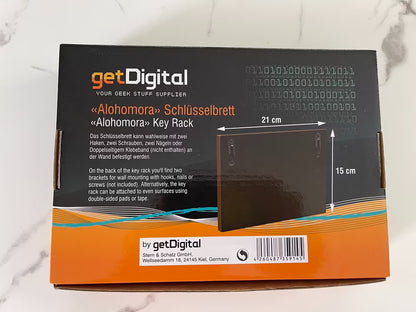 getDigital
YOUR GEEK STUFF SUPPLIER
«Alohomora» Schlüsselbrett
«Alohomora» Key Rack
Das Schlüsselbrett kann wahlweise mit zwei
Haken, zwei Schrauben, zwei Nägeln oder
Doppelseitigem Klebeband (nicht enthalten) an
der Wand befestigt werden.
On the back of the key rack you'll find two
brackets for wall mounting with hooks, nails or
screws (not included). Alternatively, the key
rack can be attached to even surfaces using
double-sided pads or tape.
21 cm
15 cm
by getDigital
Stern & Schatz GmbH,
Wellseedamm 18, 24145 Kiel, Germany
4 260487 359145